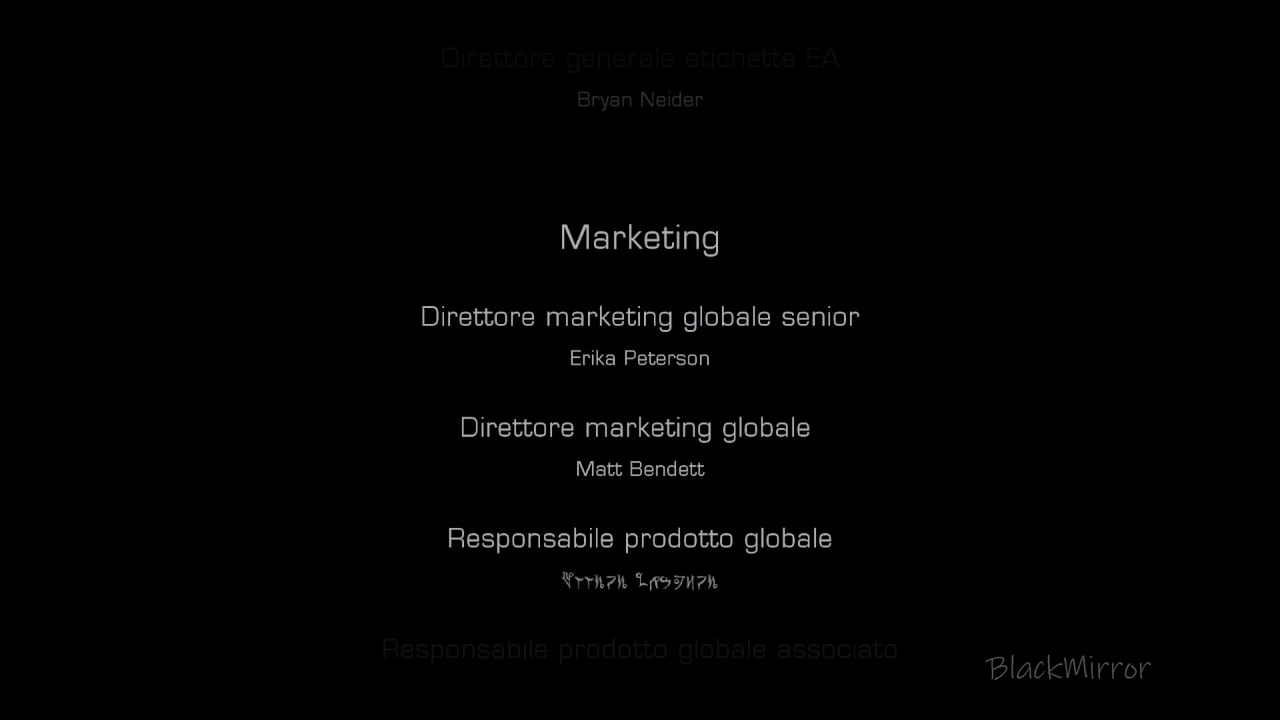 Direttore generale etichette EA
Bryan Neider
Marketing
Direttore marketing globale senior
Erika Peterson
Direttore marketing globale
Matt Bendett
Responsabile prodotto globale
Responsabile prodotto globale associato
BlackMirror